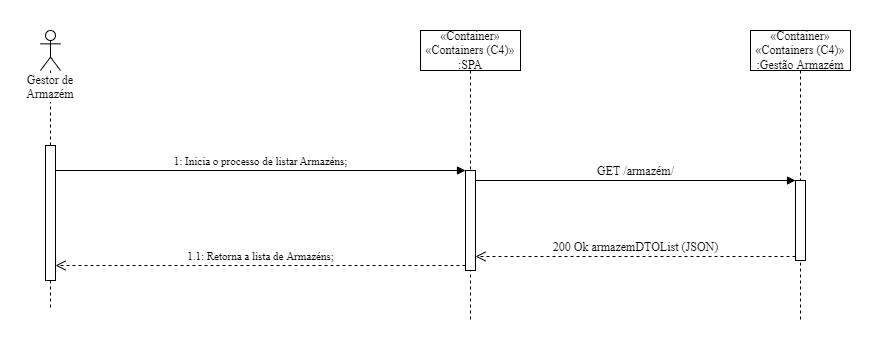 «Container»
«Containers (C4)»
:SPA
«Container»
«Containers (C4)»
:Gestão Armazém
Gestor de
Armazém
1: Inicia o processo de listar Armazéns;
GET /armazém/
200 Ok armazemDTOList (JSON)
1.1: Retorna a lista de Armazéns;